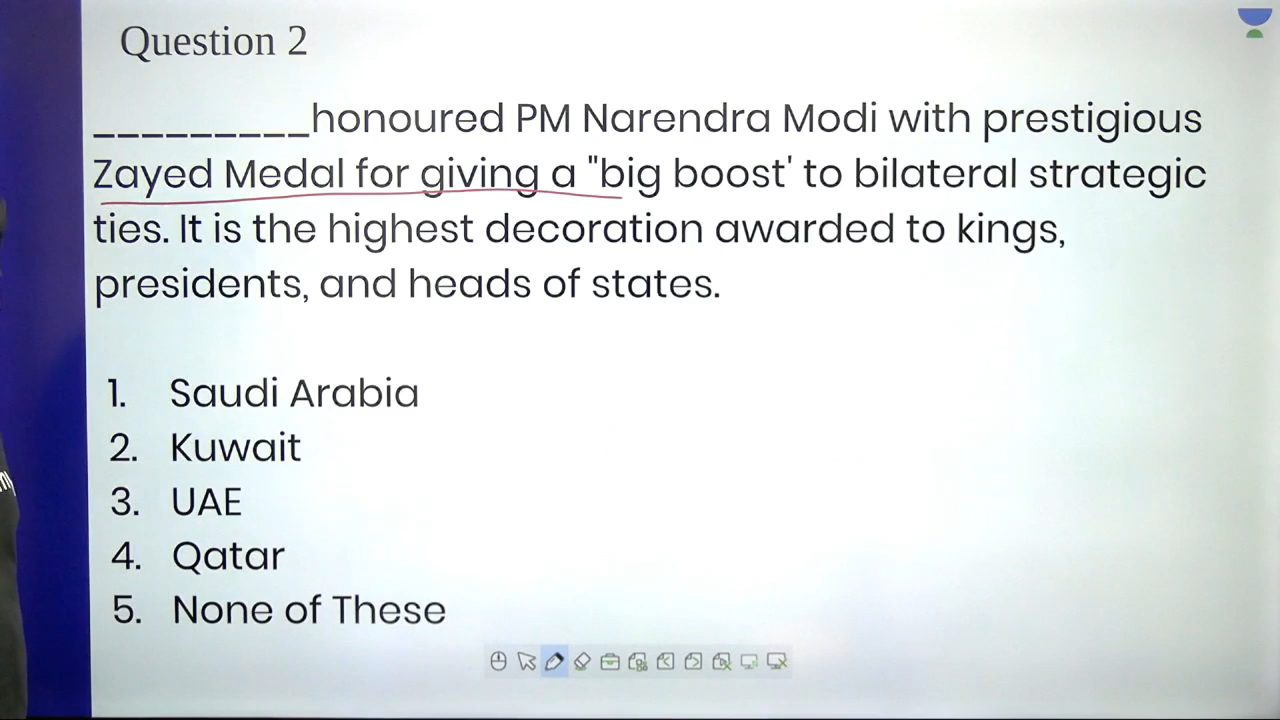 Question 2
_________honoured PM Narendra Modi with prestigious
Zayed Medal for giving a "big boost' to bilateral strategic
ties. It is the highest decoration awarded to kings,
presidents, and heads of states.
1. Saudi Arabia
2. Kuwait
3. UAE
4. Qatar
5. None of These